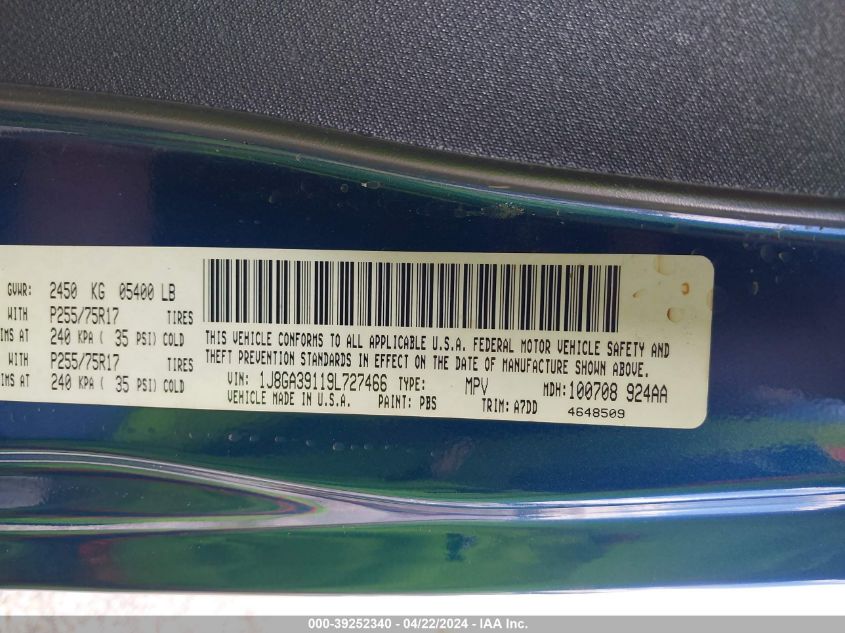 GVWR: 2450 KG 05400 LB
WITH P255/75R17 TIRES
IMS AT 240 KPA ( 35 PSI) COLD
WITH P255/75R17 TIRES
IMS AT 240 KPA ( 35 PSI) COLD
THIS VEHICLE CONFORMS TO ALL APPLICABLE U.S.A. FEDERAL MOTOR VEHICLE SAFETY AND
THEFT PREVENTION STANDARDS IN EFFECT ON THE DATE OF MANUFACTURE SHOWN ABOVE.
VIN: 1J8GA39119L727466 TYPE: MPV MDH: 100708 924AA
VEHICLE MADE IN U.S.A. PAINT: PBS TRIM: A7DD 4648509
000-39252340 - 04/22/2024 - IAA Inc.